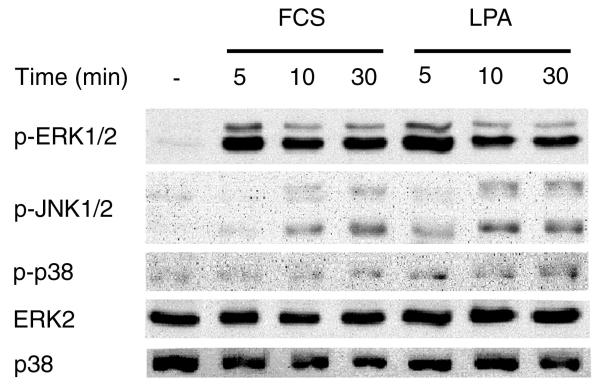 FCS LPA
Time (min) - 5 10 30 5 10 30
p-ERK1/2
p-JNK1/2
p-p38
ERK2
p38